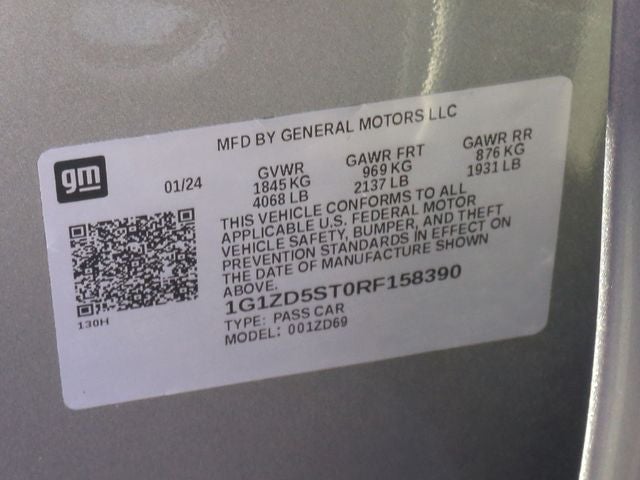 MFD BY GENERAL MOTORS LLC
gm
01/24
GVWR GAWR FRT GAWR RR
1845 KG 969 KG 876 KG
4068 LB 2137 LB 1931 LB
THIS VEHICLE CONFORMS TO ALL
APPLICABLE U.S. FEDERAL MOTOR
VEHICLE SAFETY, BUMPER, AND THEFT
PREVENTION STANDARDS IN EFFECT ON
THE DATE OF MANUFACTURE SHOWN
ABOVE.
1G1ZD5ST0RF158390
130H
TYPE: PASS CAR
MODEL: 001ZD69